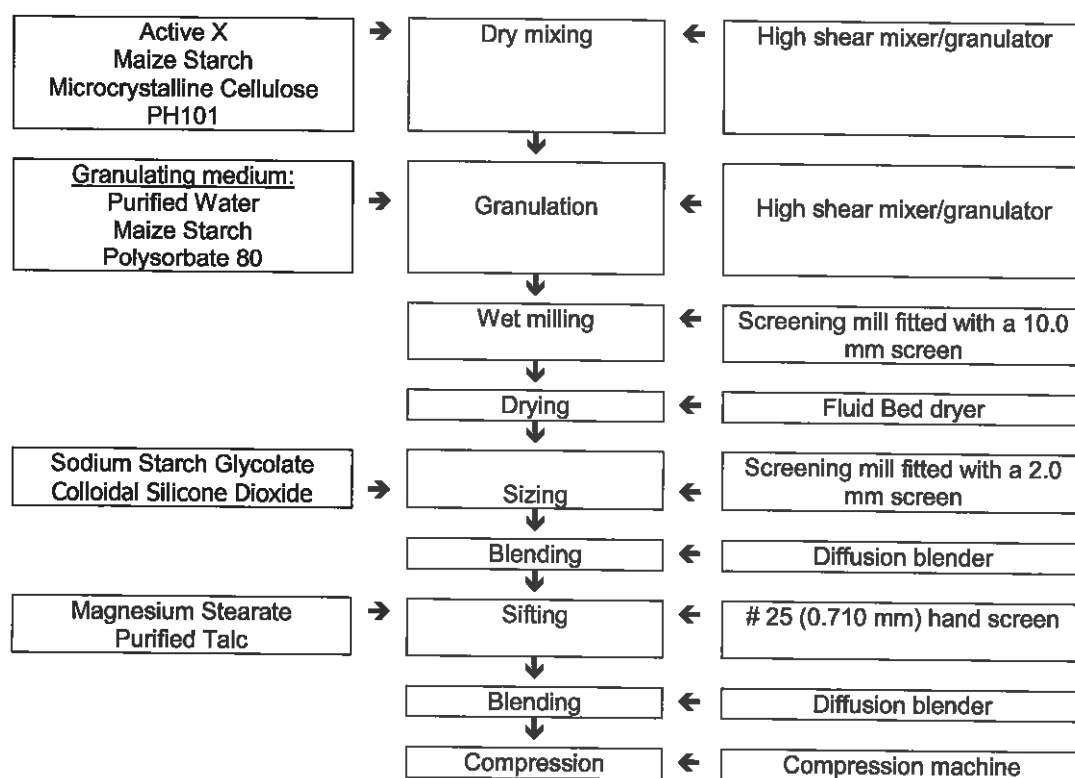 Active X
Maize Starch
Microcrystalline Cellulose
PH101
Dry mixing
High shear mixer/granulator
Granulating medium:
Purified Water
Maize Starch
Polysorbate 80
Granulation
High shear mixer/granulator
Wet milling
Screening mill fitted with a 10.0
mm screen
Drying
Fluid Bed dryer
Sodium Starch Glycolate
Colloidal Silicone Dioxide
Sizing
Screening mill fitted with a 2.0
mm screen
Blending
Diffusion blender
Magnesium Stearate
Purified Talc
Sifting
# 25 (0.710 mm) hand screen
Blending
Diffusion blender
Compression
Compression machine